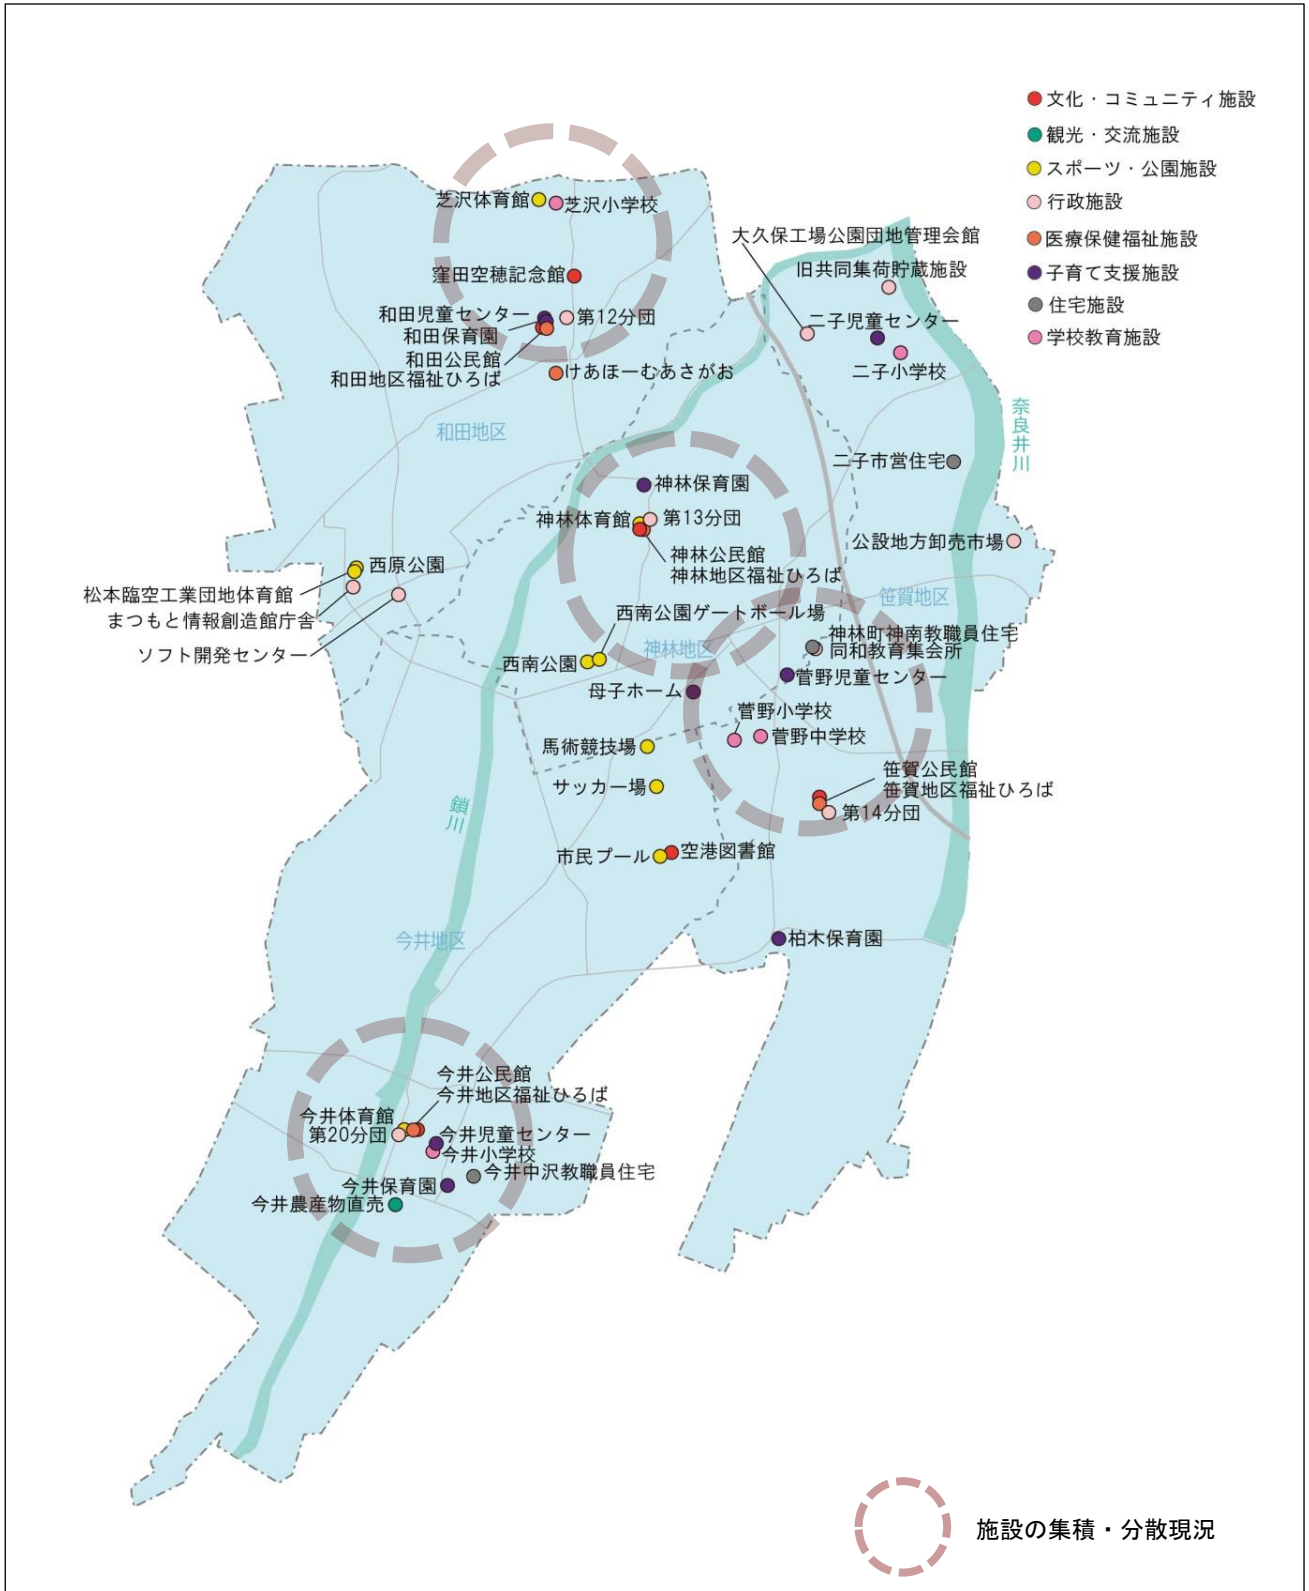 文化・コミュニティ施設
観光・交流施設
スポーツ・公園施設
行政施設
医療保健福祉施設
子育て支援施設
住宅施設
学校教育施設
芝沢体育館
芝沢小学校
窪田空穂記念館
和田児童センター
第12分団
和田保育園
和田公民館
和田地区福祉ひろば
けあほーむあさがお
和田地区
大久保工場公園団地管理会館
旧共同集荷貯蔵施設
二子児童センター
二子小学校
奈良井川
二子市営住宅
公設地方卸売市場
笹賀地区
神林保育園
神林体育館
第13分団
神林公民館
神林地区福祉ひろば
西原公園
松本臨空工業団地体育館
まつもと情報創造館庁舎
ソフト開発センター
西南公園ゲートボール場
神林地区
西南公園
母子ホーム
神林町神南教職員住宅
同和教育集会所
菅野児童センター
菅野小学校
菅野中学校
馬術競技場
サッカー場
笹賀公民館
笹賀地区福祉ひろば
第14分団
鎖川
市民プール
空港図書館
柏木保育園
今井地区
今井公民館
今井地区福祉ひろば
今井体育館
第20分団
今井児童センター
今井小学校
今井中沢教職員住宅
今井保育園
今井農産物直売
施設の集積・分散現況